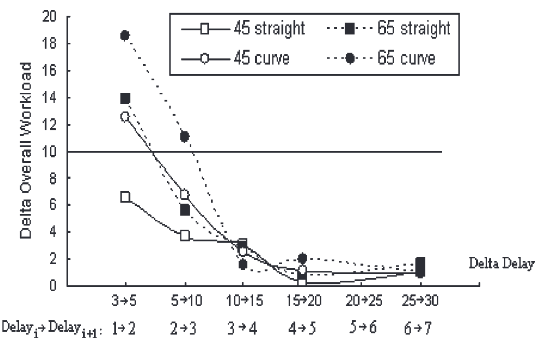 20
18
16
14
12
10
8
6
4
2
0
Delta Overall Workload
45 straight 65 straight
45 curve 65 curve
Delta Delay
3→5 5→10 10→15 15→20 20→25 25→30
Delayi→Delayi+1: 1→2 2→3 3→4 4→5 5→6 6→7